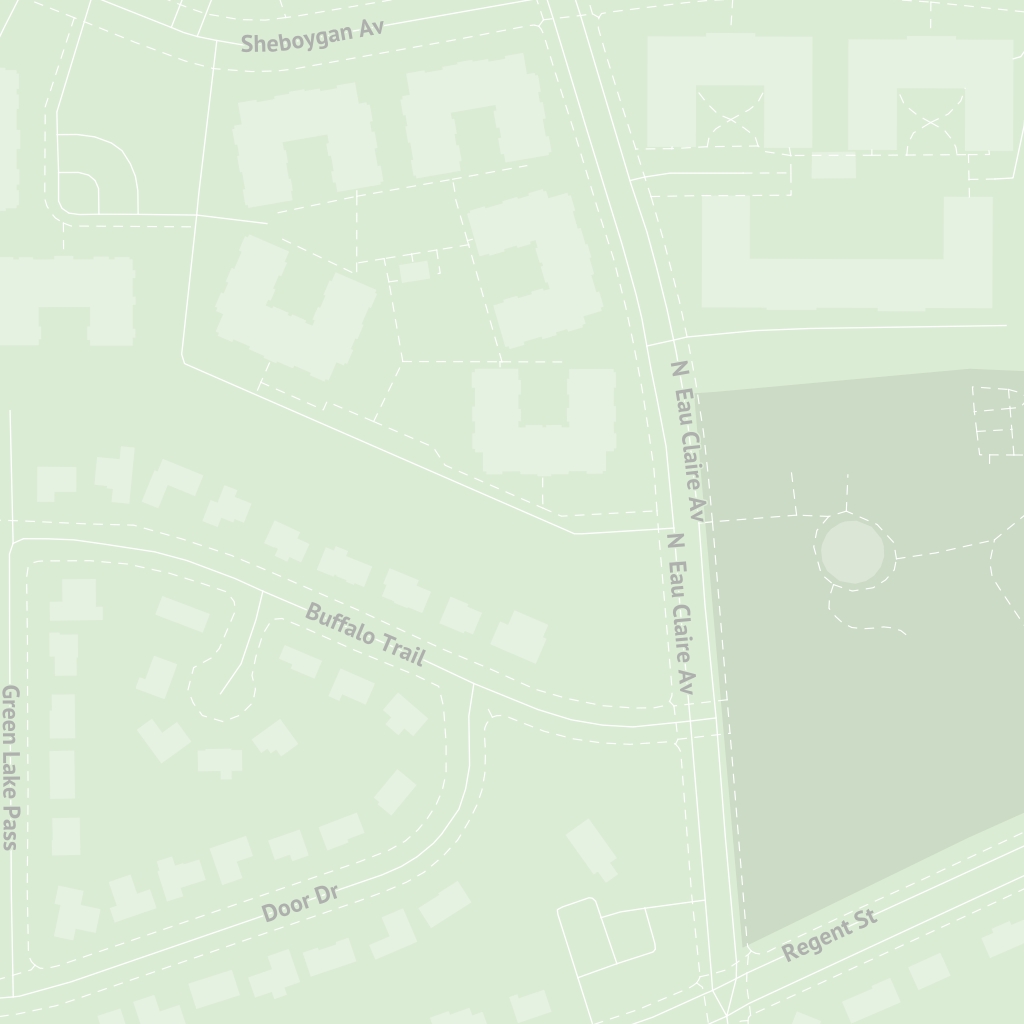 Sheboygan Av
N Eau Claire Av
N Eau Claire Av
Buffalo Trail
Green Lake Pass
Door Dr
Regent St